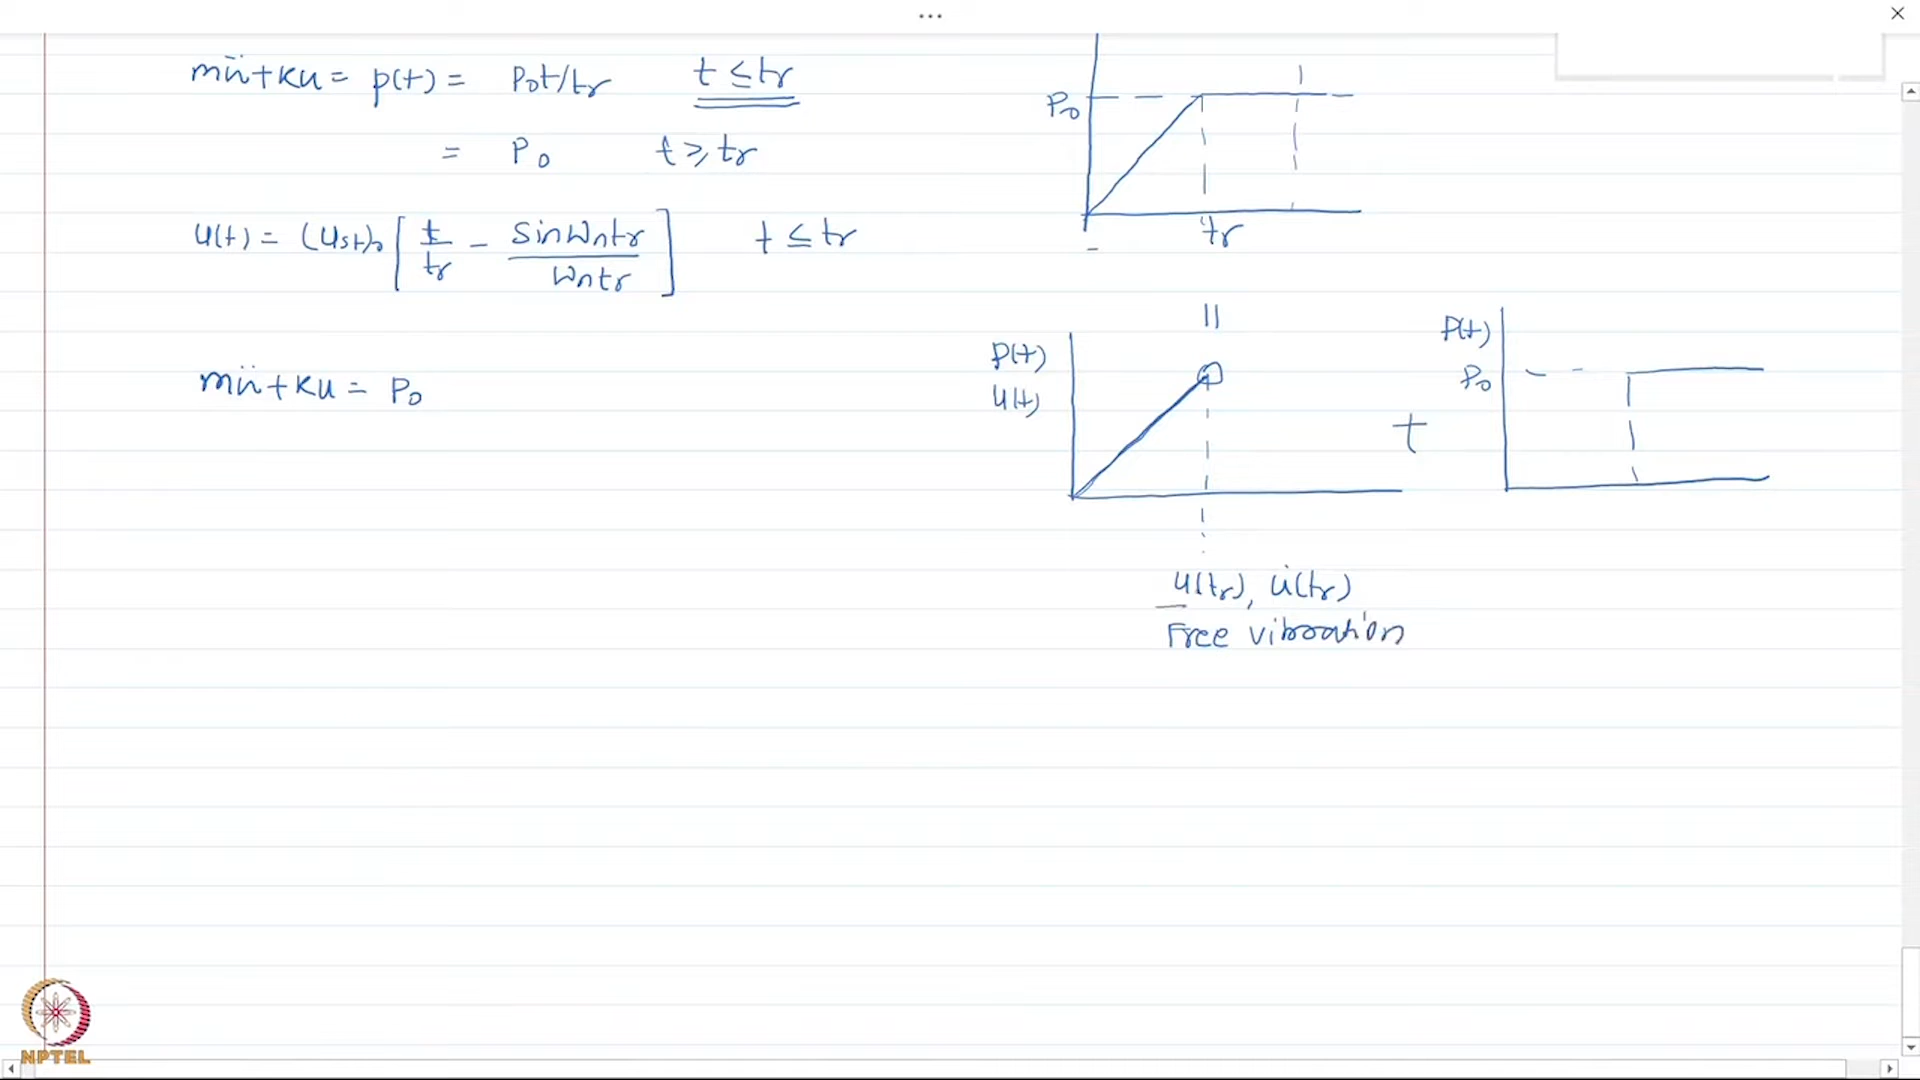 mü+ku = p(t) = P₀t/tr t ≤ tr
= P₀ t ≥ tr
u(t) = (ust)₀ [ t/tr - sinωntr/ωntr ] t ≤ tr
mü+ku = P₀
P₀
tr
P(t)
u(t)
t
P(t)
P₀
u(tr), u̇(tr)
Free vibration
NPTEL